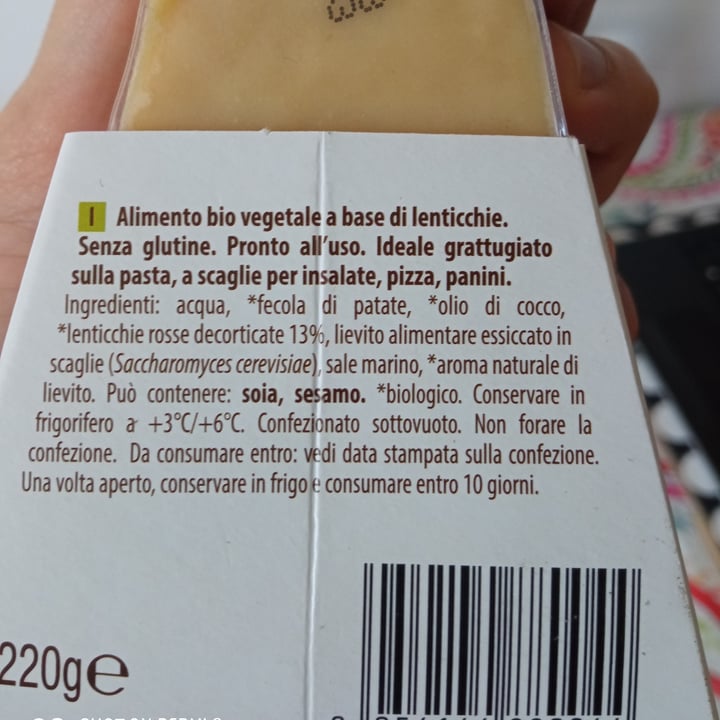 I Alimento bio vegetale a base di lenticchie.
Senza glutine. Pronto all'uso. Ideale grattugiato
sulla pasta, a scaglie per insalate, pizza, panini.
Ingredienti: acqua, *fecola di patate, *olio di cocco,
*lenticchie rosse decorticate 13%, lievito alimentare essiccato in
scaglie (Saccharomyces cerevisiae), sale marino, *aroma naturale di
lievito. Può contenere: soia, sesamo. *biologico. Conservare in
frigorifero a +3°C/+6°C. Confezionato sottovuoto. Non forare la
confezione. Da consumare entro: vedi data stampata sulla confezione.
Una volta aperto, conservare in frigo e consumare entro 10 giorni.
220g℮